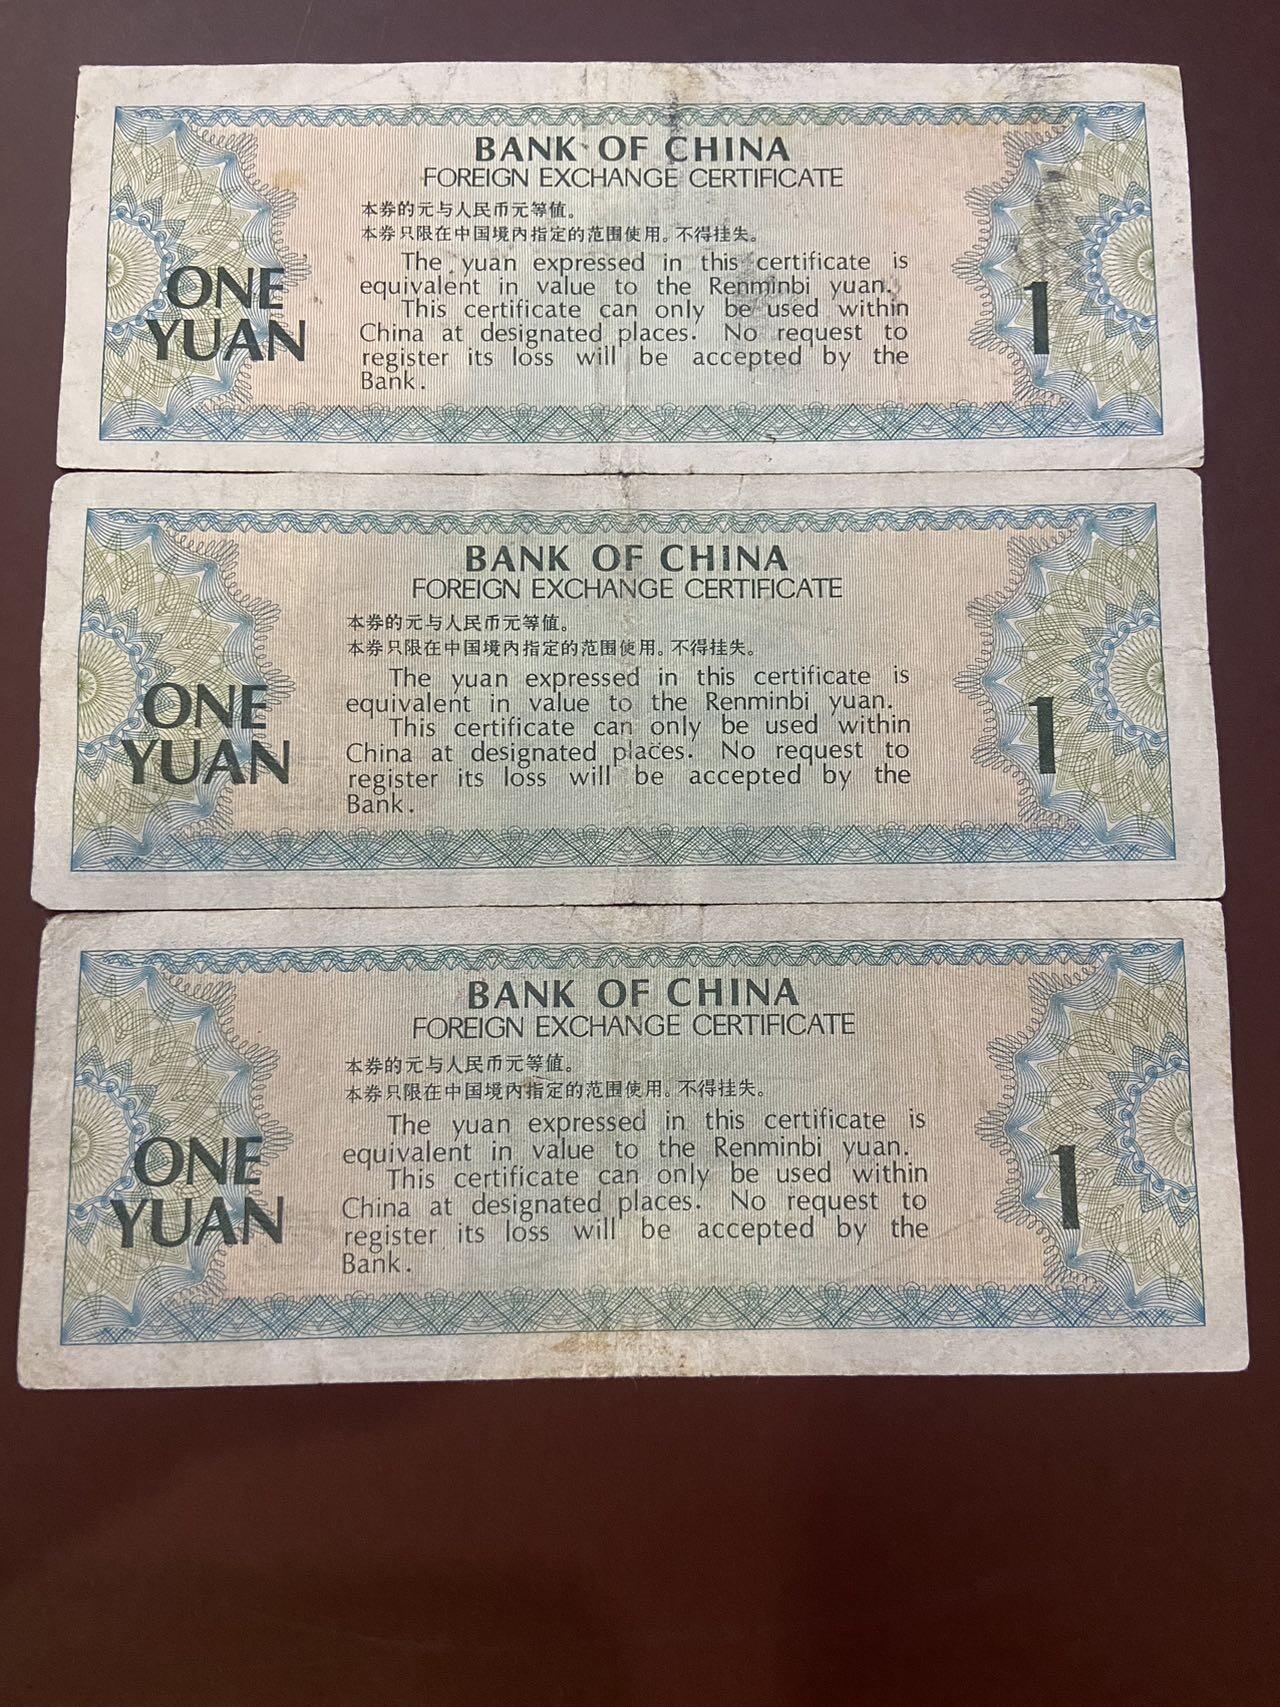 BANK OF CHINA
FOREIGN EXCHANGE CERTIFICATE
本券的元与人民币元等值。
本券只限在中国境内指定的范围使用。不得挂失。
The yuan expressed in this certificate is
equivalent in value to the Renminbi yuan.
This certificate can only be used within
China at designated places. No request to
register its loss will be accepted by the
Bank.
ONE
YUAN
1
BANK OF CHINA
FOREIGN EXCHANGE CERTIFICATE
本券的元与人民币元等值。
本券只限在中国境内指定的范围使用。不得挂失。
The yuan expressed in this certificate is
equivalent in value to the Renminbi yuan.
This certificate can only be used within
China at designated places. No request to
register its loss will be accepted by the
Bank.
ONE
YUAN
1
BANK OF CHINA
FOREIGN EXCHANGE CERTIFICATE
本券的元与人民币元等值。
本券只限在中国境内指定的范围使用。不得挂失。
The yuan expressed in this certificate is
equivalent in value to the Renminbi yuan.
This certificate can only be used within
China at designated places. No request to
register its loss will be accepted by the
Bank.
ONE
YUAN
1